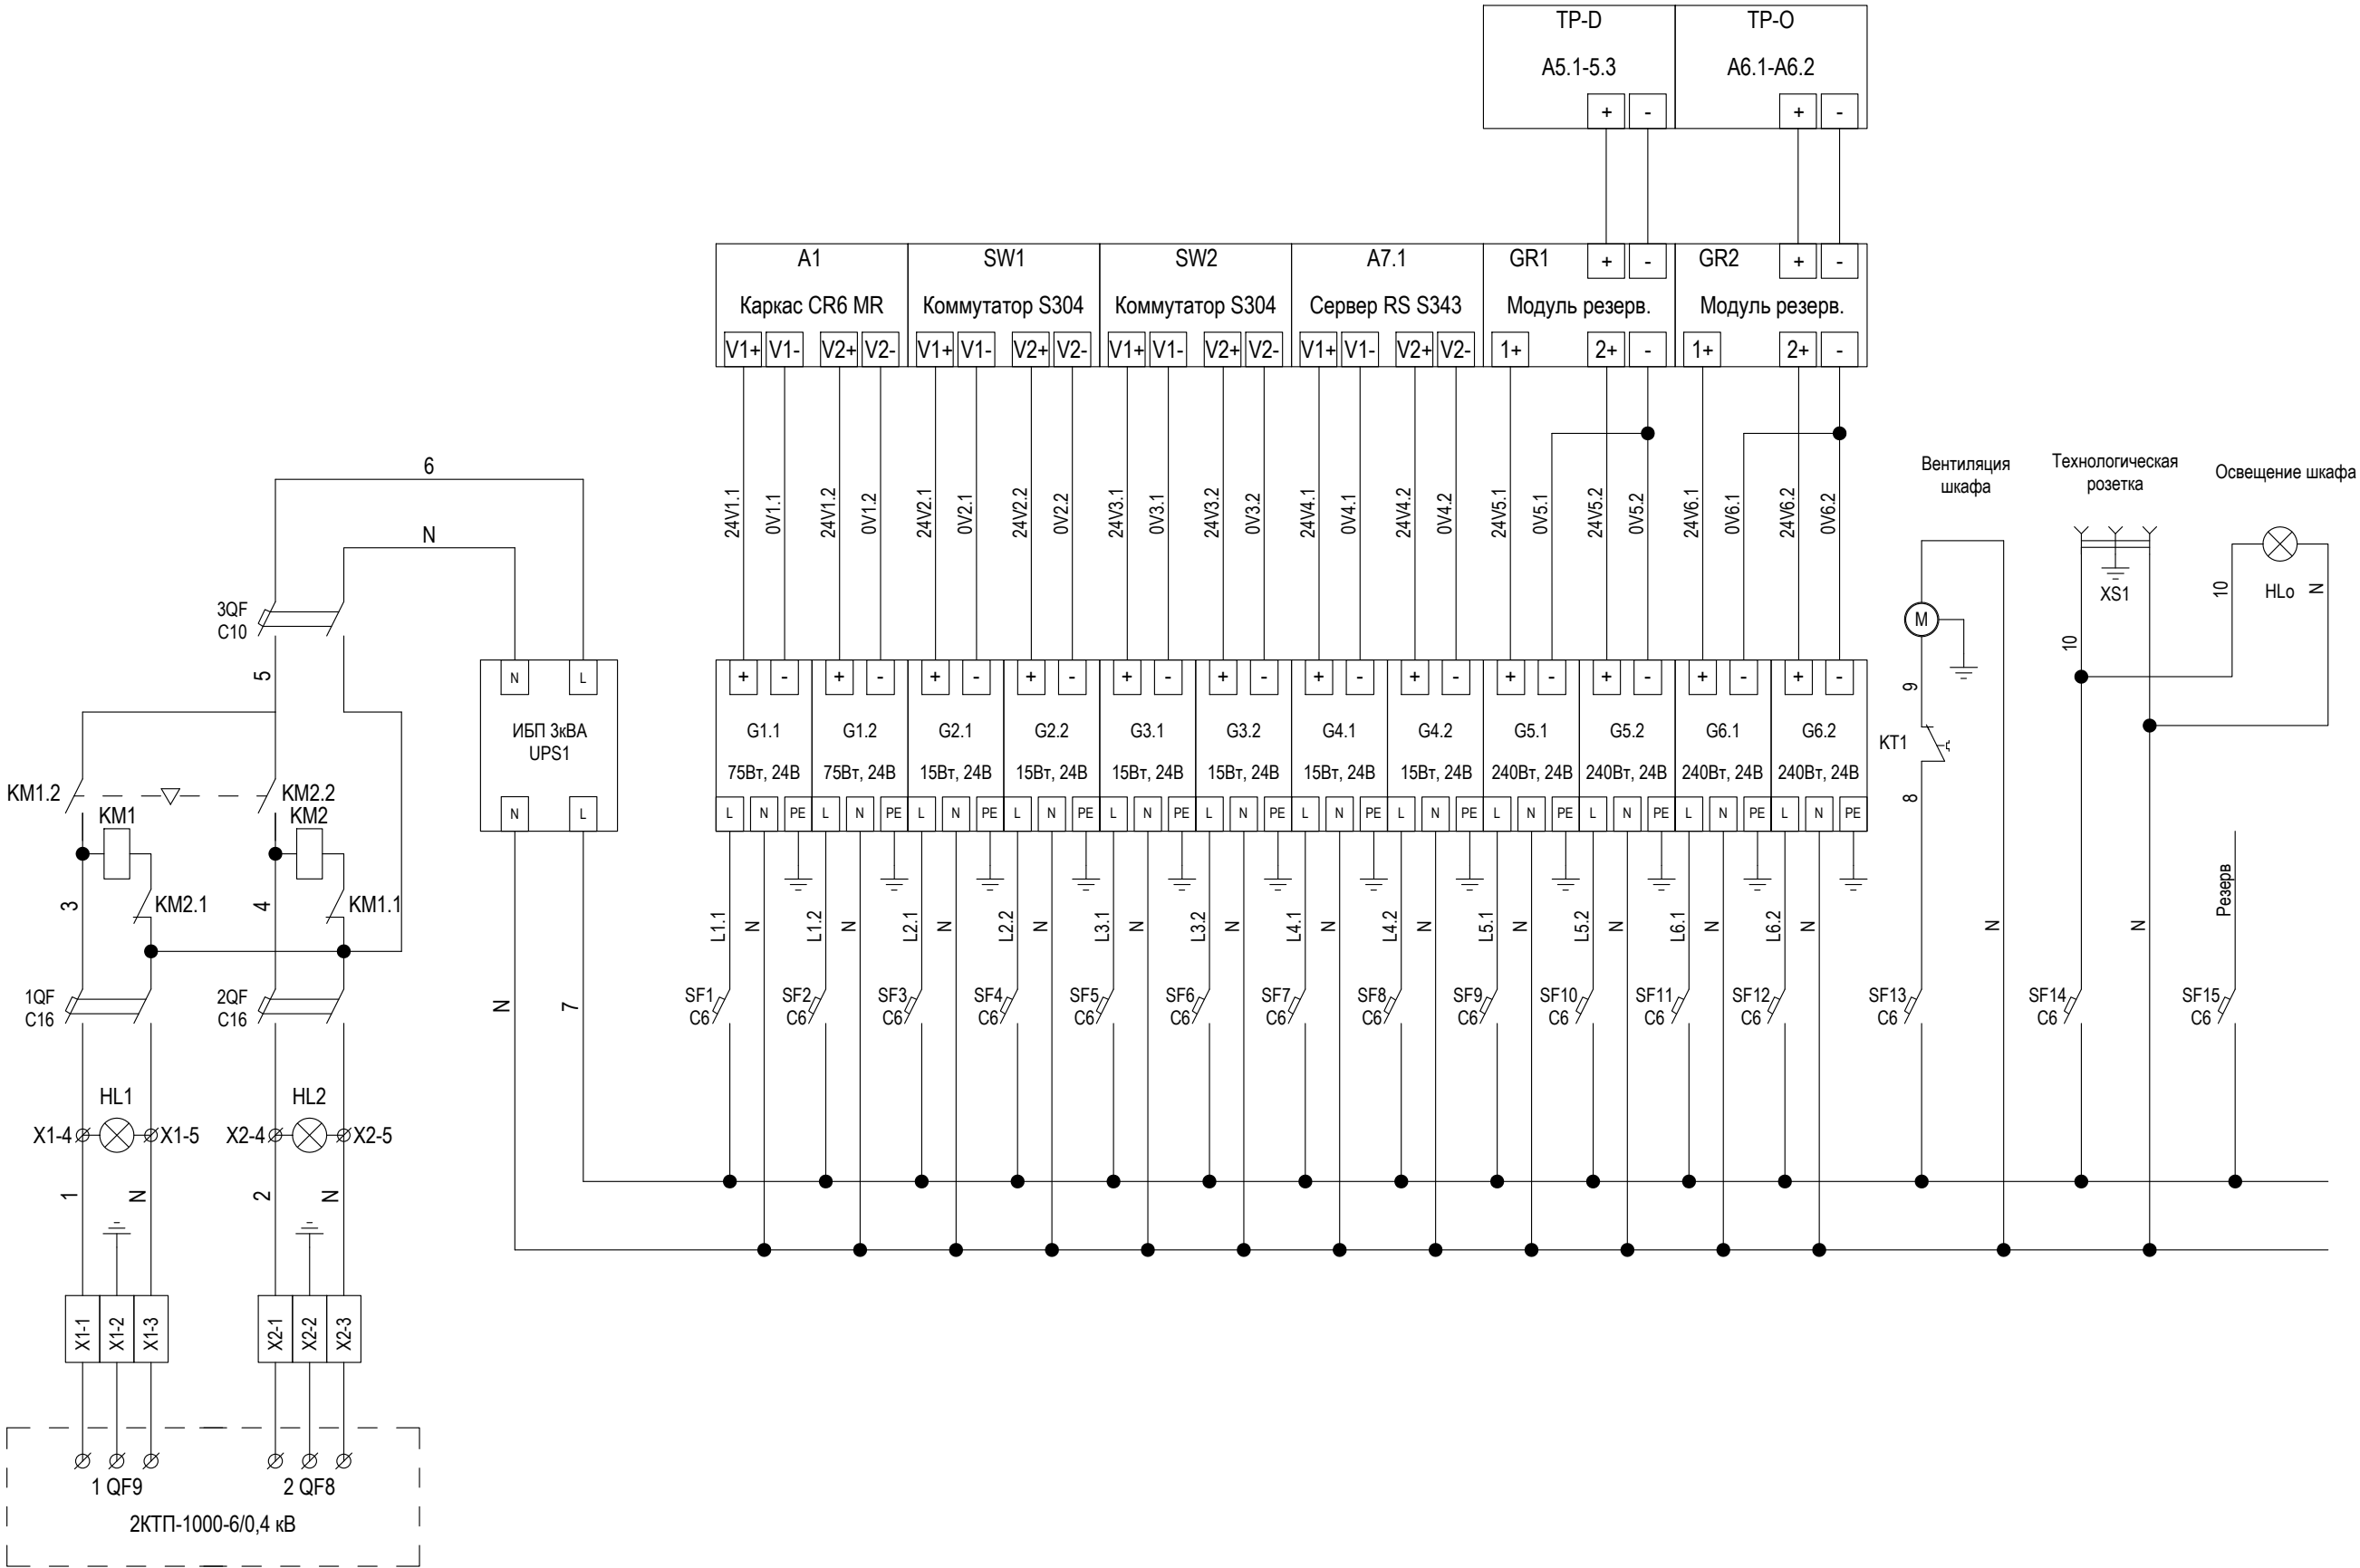 TP-D
TP-O
A5.1-5.3
A6.1-A6.2
+ - + -
A1
SW1
SW2
A7.1
GR1 + -
GR2 + -
Каркас CR6 MR
Коммутатор S304
Коммутатор S304
Сервер RS S343
Модуль резерв.
Модуль резерв.
V1+ V1- V2+ V2- V1+ V1- V2+ V2- V1+ V1- V2+ V2- V1+ V1- V2+ V2- 1+ 2+ - 1+ 2+ -
24V1.1 0V1.1 24V1.2 0V1.2 24V2.1 0V2.1 24V2.2 0V2.2 24V3.1 0V3.1 24V3.2 0V3.2 24V4.1 0V4.1 24V4.2 0V4.2 24V5.1 0V5.1 24V5.2 0V5.2 24V6.1 0V6.1 24V6.2 0V6.2
Вентиляция
шкафа
Технологическая
розетка
Освещение шкафа
6
N
3QF
C10
5
N L
ИБП 3кВА
UPS1
N L
+ - + - + - + - + - + - + - + - + - + - + - + -
G1.1 G1.2 G2.1 G2.2 G3.1 G3.2 G4.1 G4.2 G5.1 G5.2 G6.1 G6.2
75Вт, 24В 75Вт, 24В 15Вт, 24В 15Вт, 24В 15Вт, 24В 15Вт, 24В 15Вт, 24В 15Вт, 24В 240Вт, 24В 240Вт, 24В 240Вт, 24В 240Вт, 24В
L N PE L N PE L N PE L N PE L N PE L N PE L N PE L N PE L N PE L N PE L N PE L N PE
M
XS1
10
10
HLo
N
9
KT1
8
KM1.2
KM2.2
KM1
KM2
3
KM2.1
4
KM1.1
L1.1 N L1.2 N L2.1 N L2.2 N L3.1 N L3.2 N L4.1 N L4.2 N L5.1 N L5.2 N L6.1 N L6.2 N
N
N
Резерв
1QF
C16
2QF
C16
N
7
SF1 SF2 SF3 SF4 SF5 SF6 SF7 SF8 SF9 SF10 SF11 SF12 SF13 SF14 SF15
C6 C6 C6 C6 C6 C6 C6 C6 C6 C6 C6 C6 C6 C6 C6
HL1
HL2
X1-4 X1-5 X2-4 X2-5
1 N 2 N
X1-1 X1-2 X1-3 X2-1 X2-2 X2-3
1 QF9
2 QF8
2КТП-1000-6/0,4 кВ